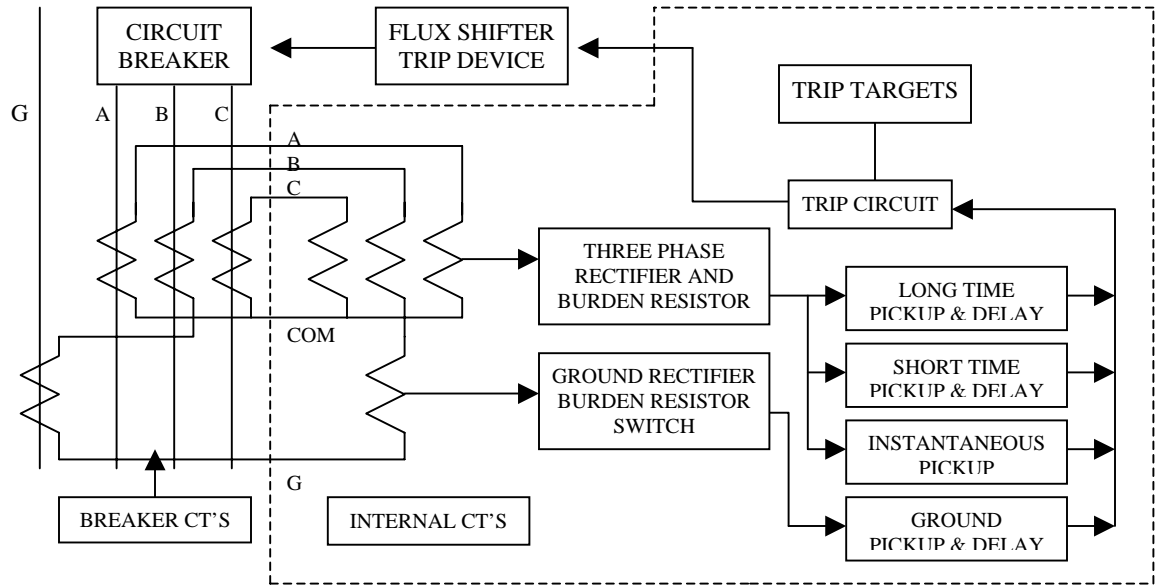 CIRCUIT
BREAKER
FLUX SHIFTER
TRIP DEVICE
TRIP TARGETS
G
A
B
C
A
B
C
TRIP CIRCUIT
THREE PHASE
RECTIFIER AND
BURDEN RESISTOR
LONG TIME
PICKUP & DELAY
COM
SHORT TIME
PICKUP & DELAY
GROUND RECTIFIER
BURDEN RESISTOR
SWITCH
INSTANTANEOUS
PICKUP
G
BREAKER CT'S
INTERNAL CT'S
GROUND
PICKUP & DELAY